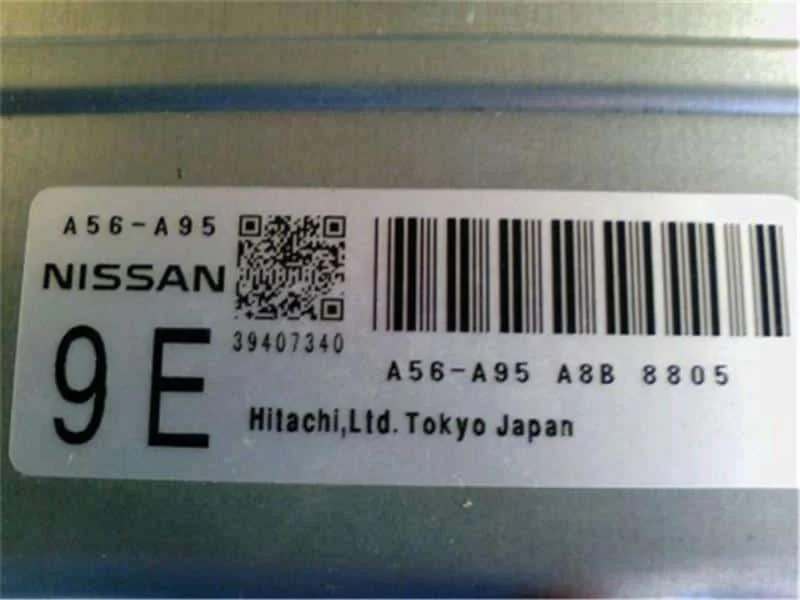 A56-A95
NISSAN
9E
39407340
A56-A95 A8B 8805
Hitachi,Ltd. Tokyo Japan